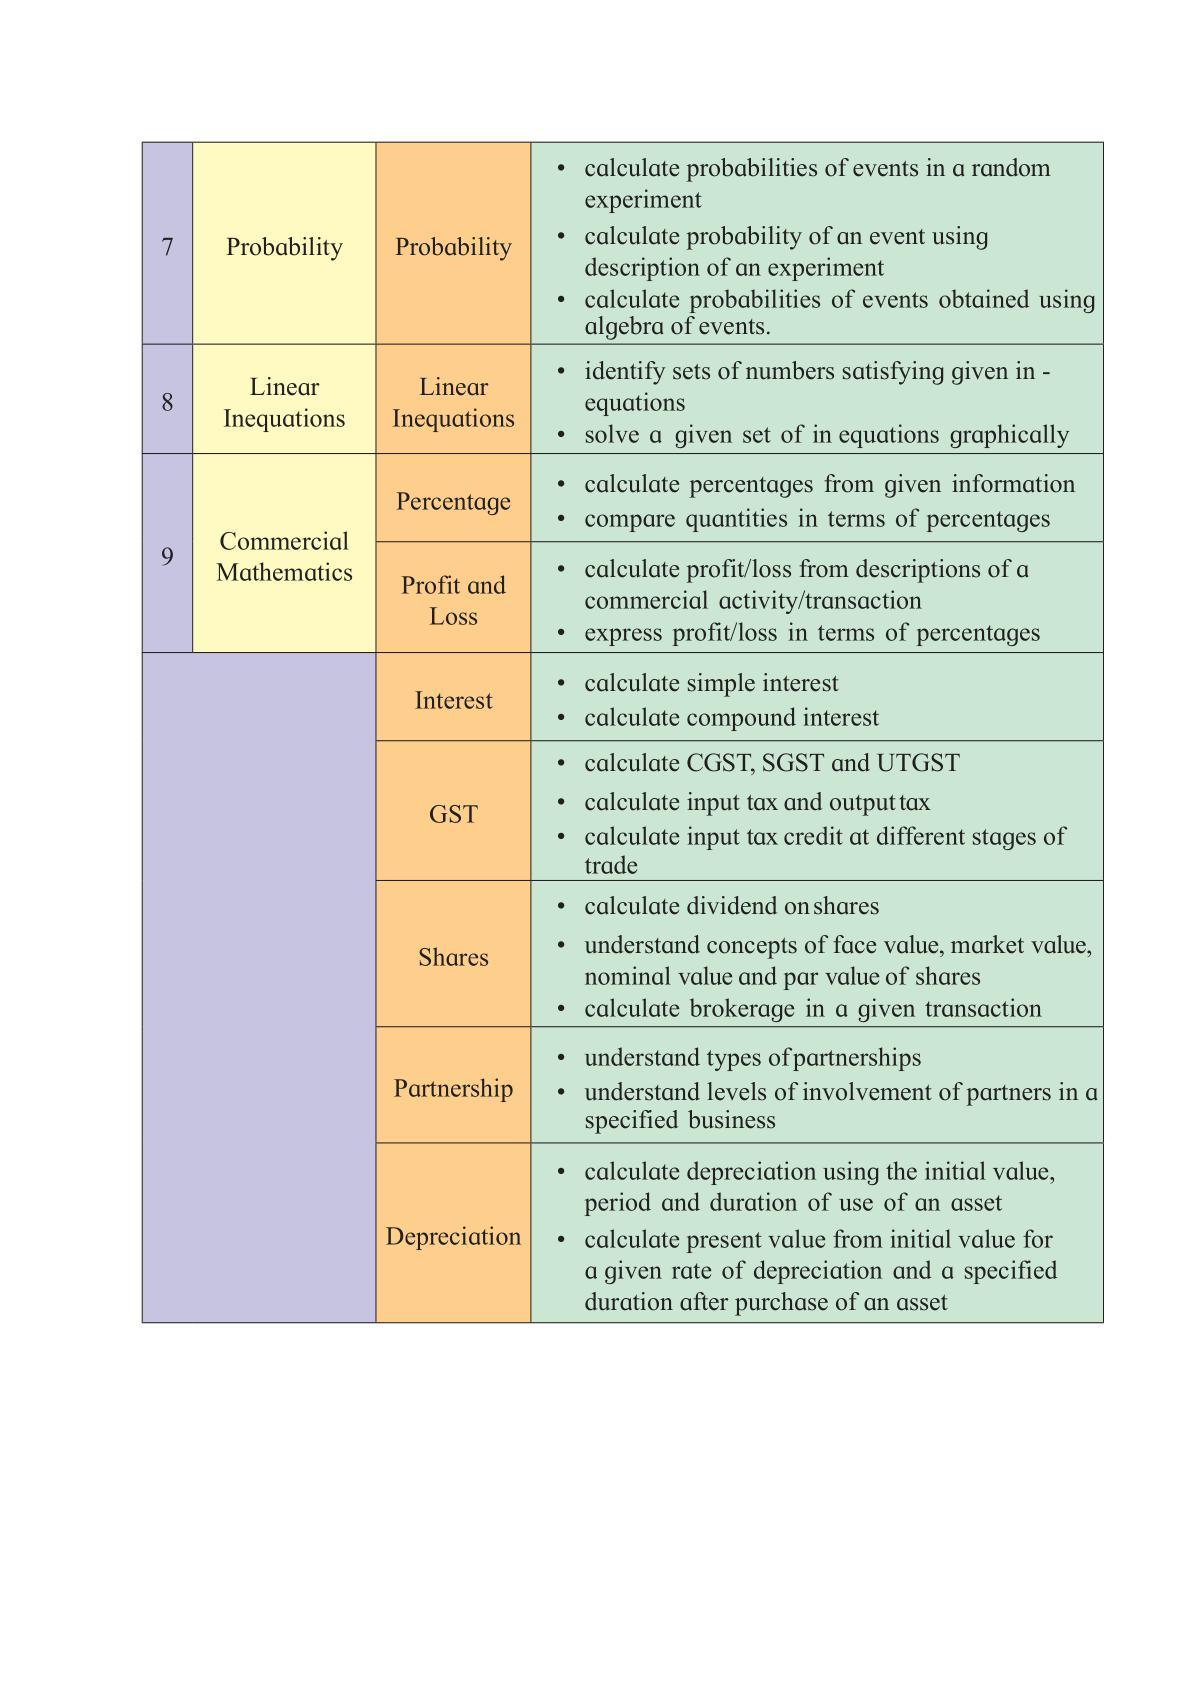 7
Probability
Probability
• calculate probabilities of events in a random
experiment
• calculate probability of an event using
description of an experiment
• calculate probabilities of events obtained using
algebra of events.
8
Linear
Inequations
Linear
Inequations
• identify sets of numbers satisfying given in -
equations
• solve a given set of in equations graphically
9
Commercial
Mathematics
Percentage
• calculate percentages from given information
• compare quantities in terms of percentages
Profit and
Loss
• calculate profit/loss from descriptions of a
commercial activity/transaction
• express profit/loss in terms of percentages
Interest
• calculate simple interest
• calculate compound interest
GST
• calculate CGST, SGST and UTGST
• calculate input tax and output tax
• calculate input tax credit at different stages of
trade
Shares
• calculate dividend on shares
• understand concepts of face value, market value,
nominal value and par value of shares
• calculate brokerage in a given transaction
Partnership
• understand types of partnerships
• understand levels of involvement of partners in a
specified business
Depreciation
• calculate depreciation using the initial value,
period and duration of use of an asset
• calculate present value from initial value for
a given rate of depreciation and a specified
duration after purchase of an asset